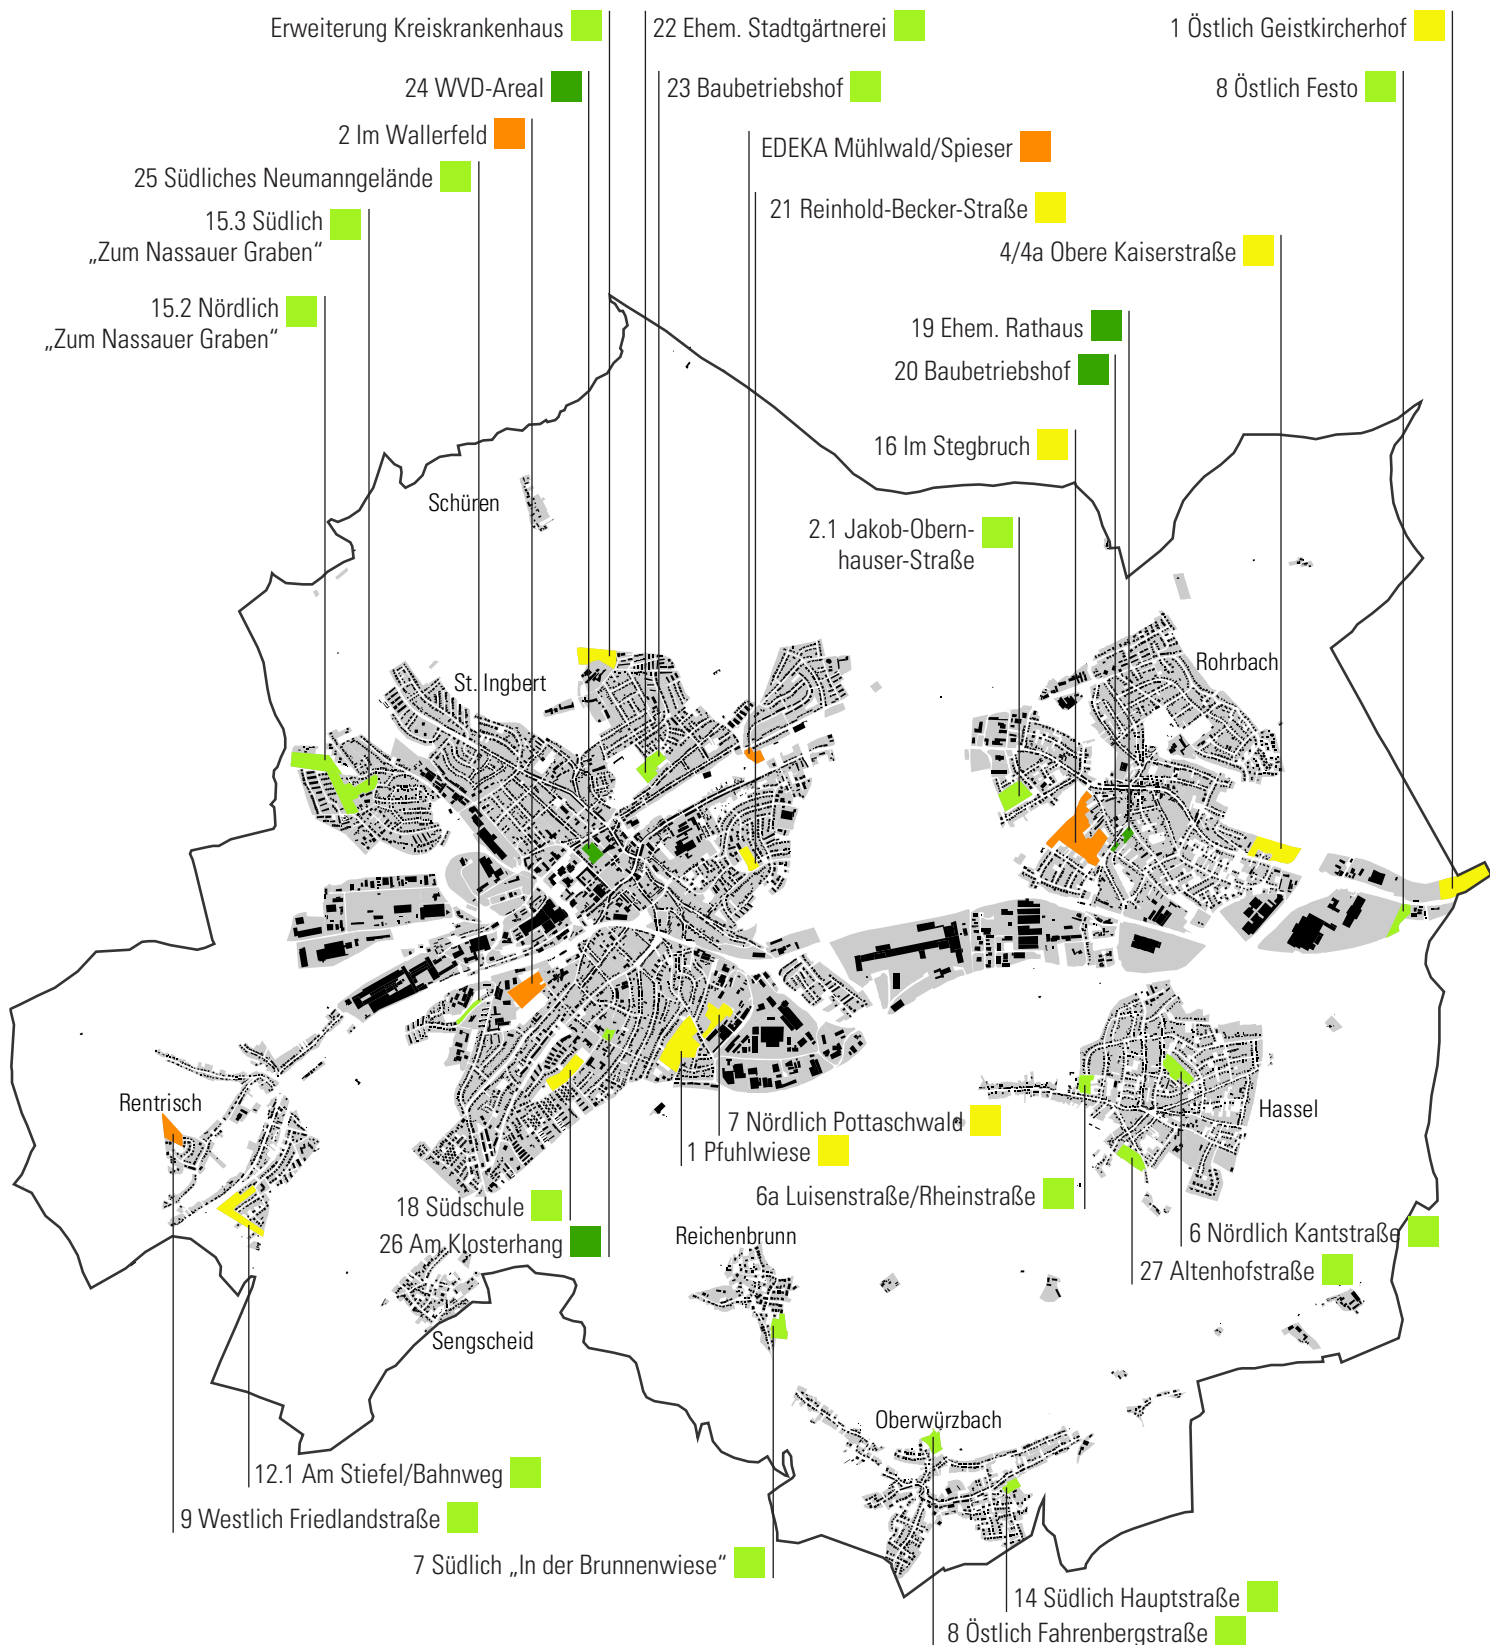 Erweiterung Kreiskrankenhaus
22 Ehem. Stadtgärtnerei
1 Östlich Geistkircherhof
24 WVD-Areal
23 Baubetriebshof
8 Östlich Festo
2 Im Wallerfeld
EDEKA Mühlwald/Spieser
25 Südliches Neumanngelände
21 Reinhold-Becker-Straße
15.3 Südlich
„Zum Nassauer Graben“
4/4a Obere Kaiserstraße
15.2 Nördlich
„Zum Nassauer Graben“
19 Ehem. Rathaus
20 Baubetriebshof
16 Im Stegbruch
Schüren
2.1 Jakob-Obern-
hauser-Straße
Rohrbach
St. Ingbert
Rentrisch
Hassel
7 Nördlich Pottaschwald
1 Pfuhlwiese
6a Luisenstraße/Rheinstraße
18 Südschule
26 Am Klosterhang
Reichenbrunn
6 Nördlich Kantstraße
27 Altenhofstraße
Sengscheid
Oberwürzbach
12.1 Am Stiefel/Bahnweg
9 Westlich Friedlandstraße
7 Südlich „In der Brunnenwiese“
14 Südlich Hauptstraße
8 Östlich Fahrenbergstraße